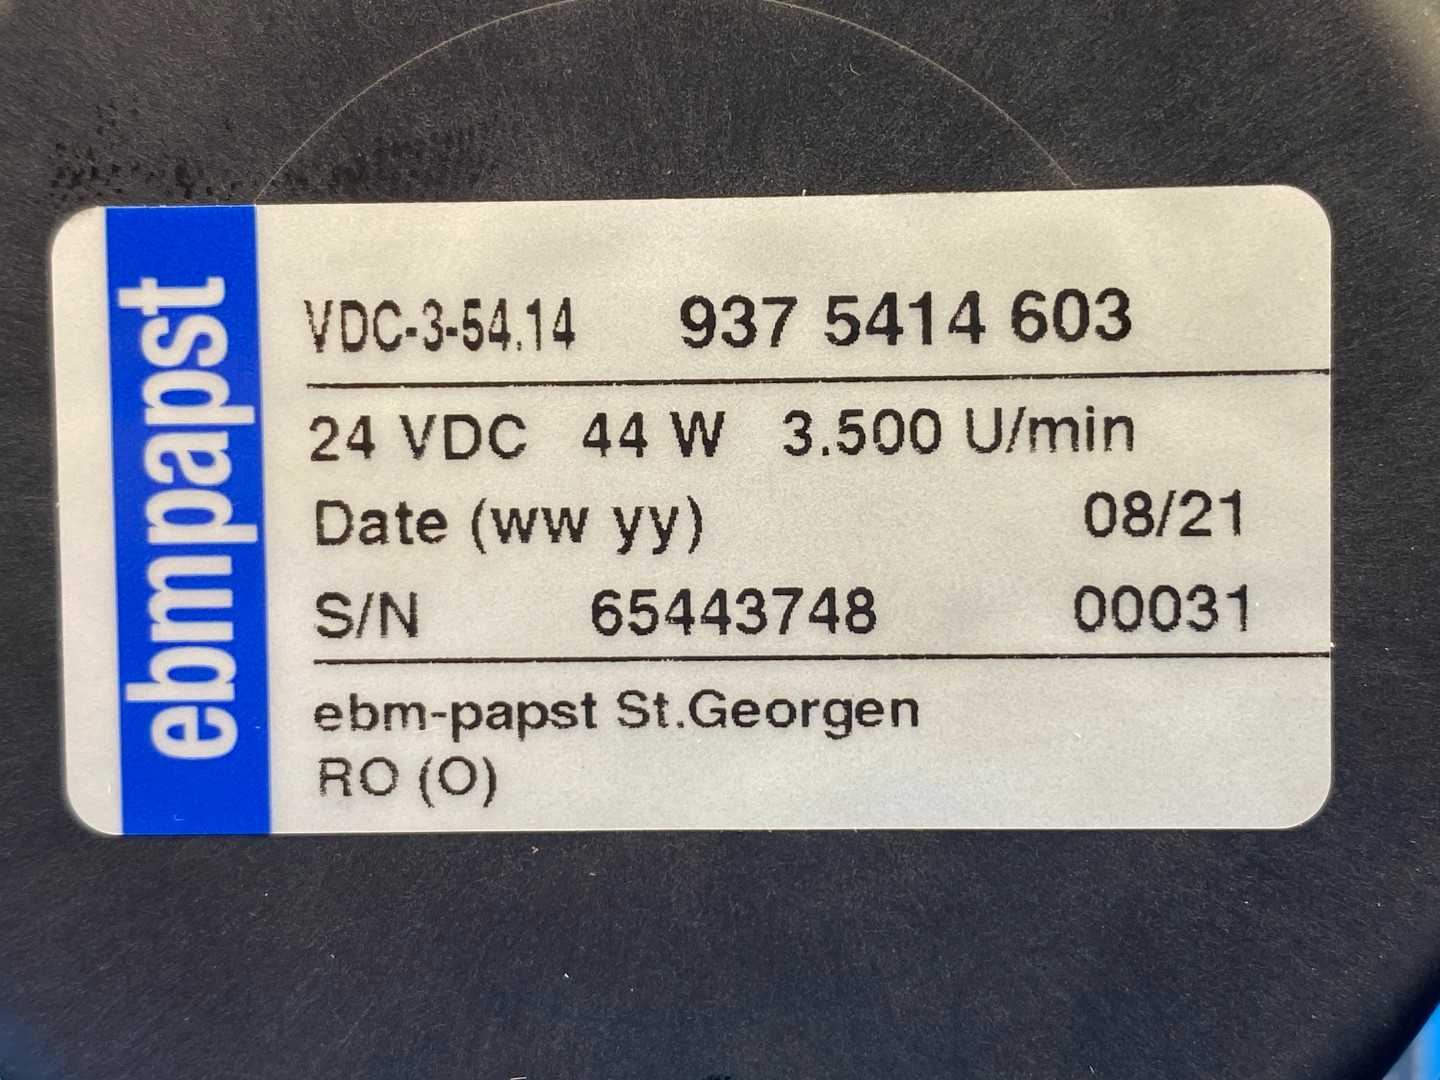 ebmpapst
VDC-3-54.14 937 5414 603
24 VDC 44 W 3.500 U/min
Date (ww yy) 08/21
S/N 65443748 00031
ebm-papst St.Georgen
RO (O)